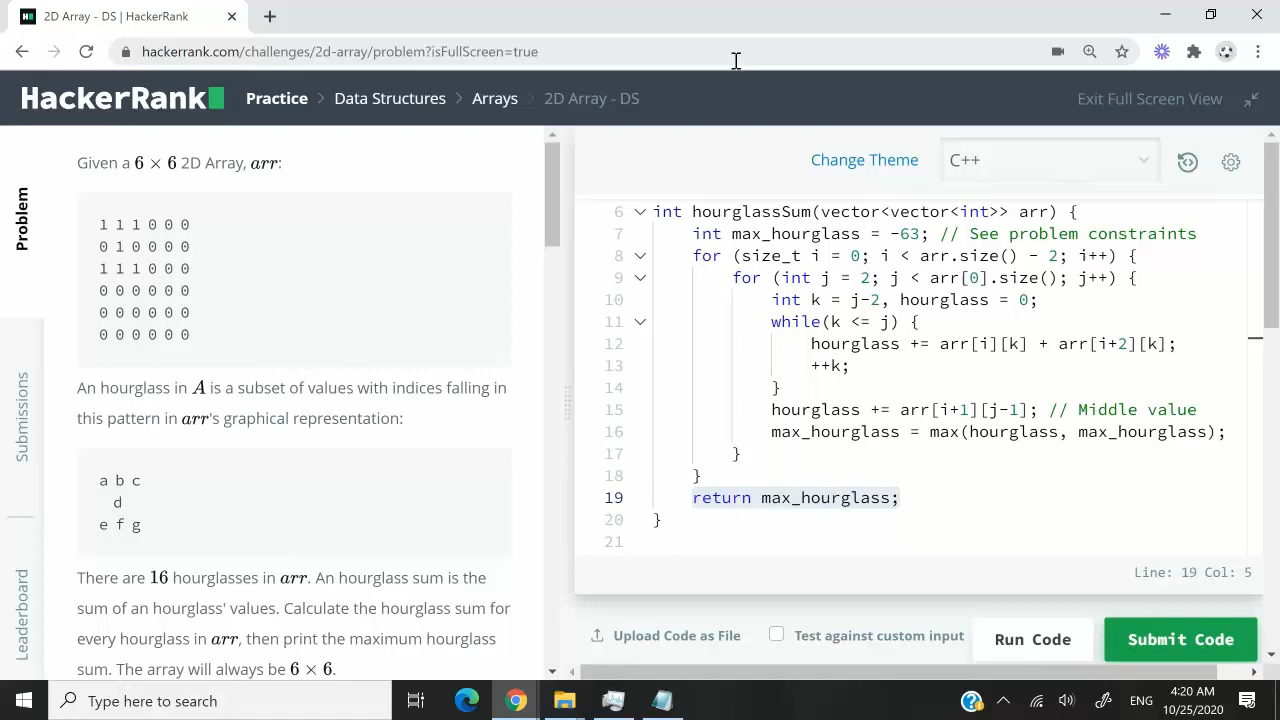 2D Array - DS | HackerRank
hackerrank.com/challenges/2d-array/problem?isFullScreen=true
HackerRank
Practice > Data Structures > Arrays > 2D Array - DS
Exit Full Screen View
Problem
Submissions
Leaderboard
Given a 6 × 6 2D Array, arr:
1 1 1 0 0 0
0 1 0 0 0 0
1 1 1 0 0 0
0 0 0 0 0 0
0 0 0 0 0 0
0 0 0 0 0 0
An hourglass in A is a subset of values with indices falling in
this pattern in arr's graphical representation:
a b c
d
e f g
There are 16 hourglasses in arr. An hourglass sum is the
sum of an hourglass' values. Calculate the hourglass sum for
every hourglass in arr, then print the maximum hourglass
sum. The array will always be 6 × 6.
Change Theme
C++
6 int hourglassSum(vector<vector<int>> arr) {
7 int max_hourglass = -63; // See problem constraints
8 for (size_t i = 0; i < arr.size() - 2; i++) {
9 for (int j = 2; j < arr[0].size(); j++) {
10 int k = j-2, hourglass = 0;
11 while(k <= j) {
12 hourglass += arr[i][k] + arr[i+2][k];
13 ++k;
14 }
15 hourglass += arr[i+1][j-1]; // Middle value
16 max_hourglass = max(hourglass, max_hourglass);
17 }
18 }
19 return max_hourglass;
20 }
21
Line: 19 Col: 5
Upload Code as File
Test against custom input
Run Code
Submit Code
Type here to search
ENG
4:20 AM
10/25/2020